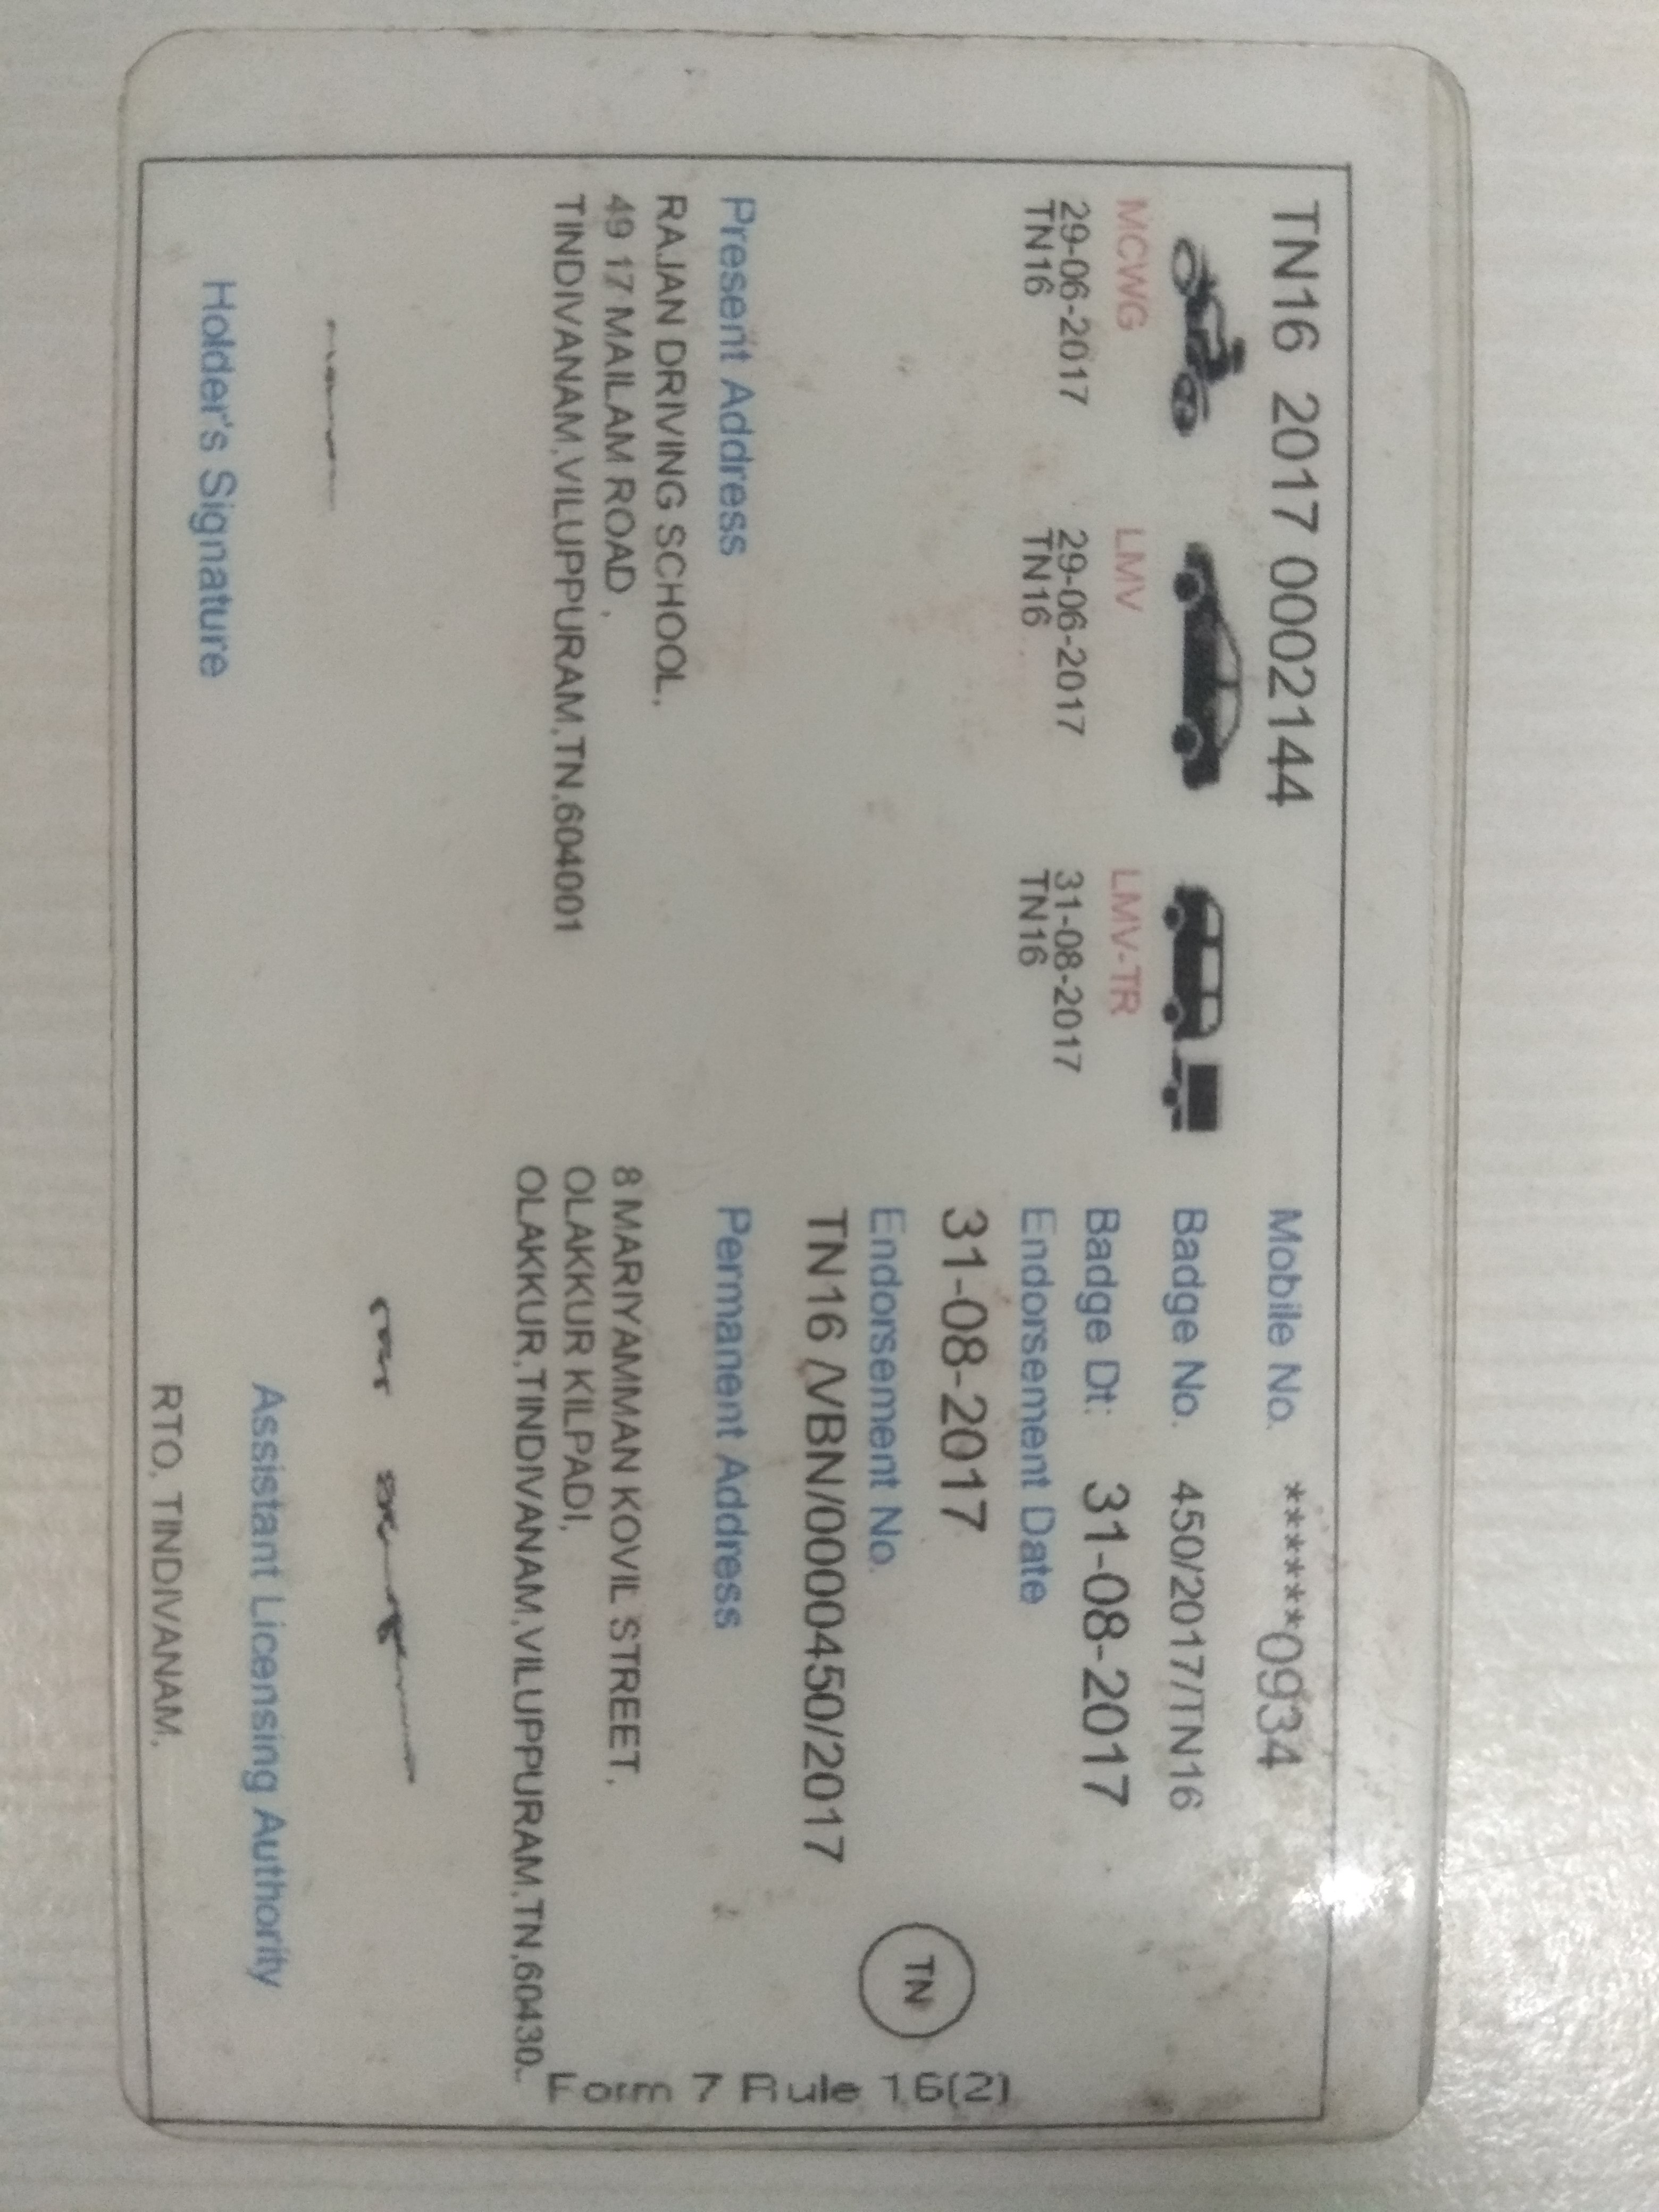 TN16 2017 0002144
MCWG
29-06-2017
TN16
LMV
29-06-2017
TN16
LMV-TR
31-08-2017
TN16
Mobile No. ******0934
Badge No. 450/2017/TN16
Badge Dt: 31-08-2017
Endorsement Date
31-08-2017
Endorsement No.
TN16 /VBN/0000450/2017
TN
Present Address
RAJAN DRIVING SCHOOL,
49 17 MAILAM ROAD ,
TINDIVANAM,VILUPPURAM,TN,604001
Permanent Address
8 MARIYAMMAN KOVIL STREET,
OLAKKUR KILPADI,
OLAKKUR,TINDIVANAM,VILUPPURAM,TN,60430
Holder's Signature
Assistant Licensing Authority
RTO, TINDIVANAM,
Form 7 Rule 16(2)